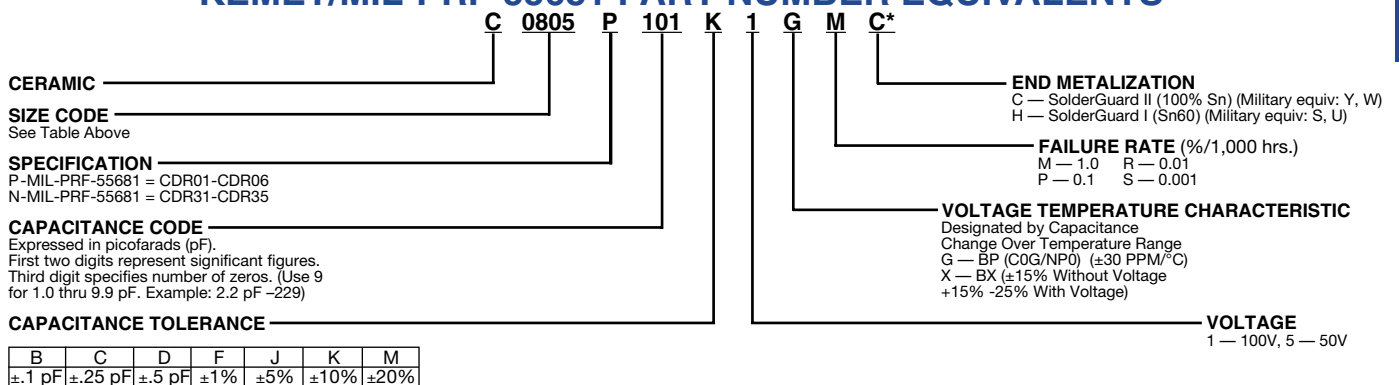 C 0805 P 101 K 1 G M C*
CERAMIC
SIZE CODE
See Table Above
SPECIFICATION
P-MIL-PRF-55681 = CDR01-CDR06
N-MIL-PRF-55681 = CDR31-CDR35
CAPACITANCE CODE
Expressed in picofarads (pF).
First two digits represent significant figures.
Third digit specifies number of zeros. (Use 9
for 1.0 thru 9.9 pF. Example: 2.2 pF –229)
CAPACITANCE TOLERANCE
B C D F J K M
±.1 pF ±.25 pF ±.5 pF ±1% ±5% ±10% ±20%
END METALIZATION
C — SolderGuard II (100% Sn) (Military equiv: Y, W)
H — SolderGuard I (Sn60) (Military equiv: S, U)
FAILURE RATE (%/1,000 hrs.)
M — 1.0 R — 0.01
P — 0.1 S — 0.001
VOLTAGE TEMPERATURE CHARACTERISTIC
Designated by Capacitance
Change Over Temperature Range
G — BP (C0G/NP0) (±30 PPM/°C)
X — BX (±15% Without Voltage
+15% -25% With Voltage)
VOLTAGE
1 — 100V, 5 — 50V